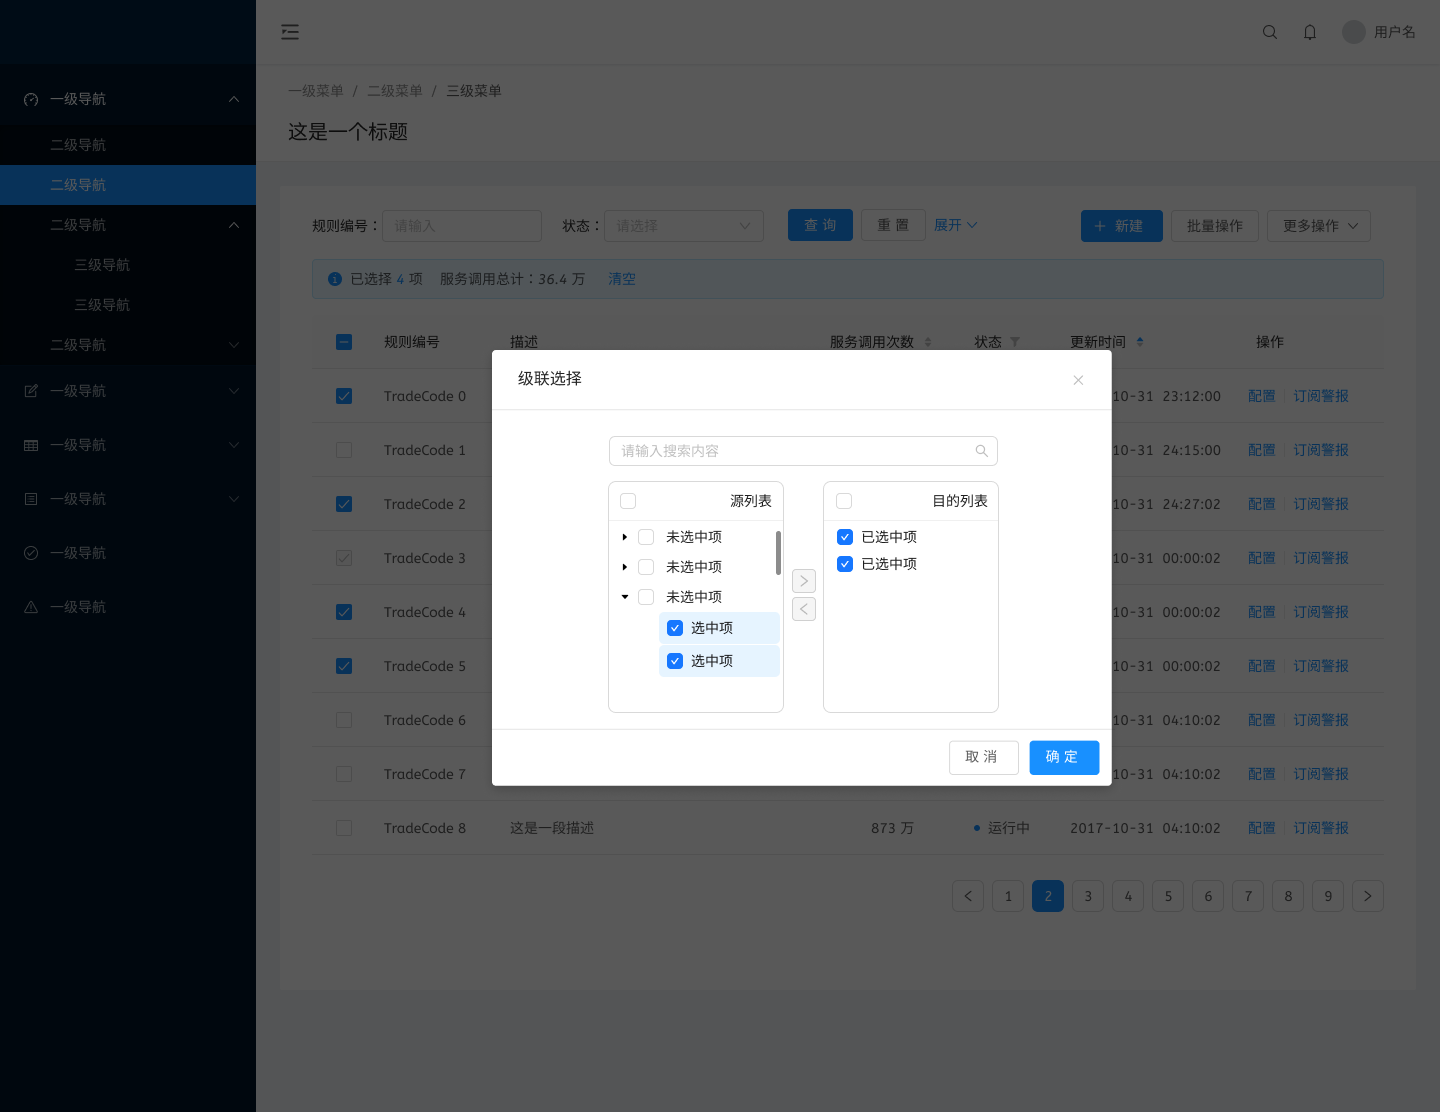 用户名
一级导航
二级导航
二级导航
二级导航
三级导航
三级导航
二级导航
一级导航
一级导航
一级导航
一级导航
一级导航
一级菜单 / 二级菜单 / 三级菜单
这是一个标题
规则编号： 请输入 状态： 请选择 查 询 重 置 展开 新建 批量操作 更多操作
已选择 4 项 服务调用总计：36.4 万 清空
规则编号 描述 服务调用次数 状态 更新时间 操作
TradeCode 0 10-31 23:12:00 配置 订阅警报
TradeCode 1 10-31 24:15:00 配置 订阅警报
TradeCode 2 10-31 24:27:02 配置 订阅警报
TradeCode 3 10-31 00:00:02 配置 订阅警报
TradeCode 4 10-31 00:00:02 配置 订阅警报
TradeCode 5 10-31 00:00:02 配置 订阅警报
TradeCode 6 10-31 04:10:02 配置 订阅警报
TradeCode 7 10-31 04:10:02 配置 订阅警报
TradeCode 8 这是一段描述 873 万 运行中 2017-10-31 04:10:02 配置 订阅警报
1 2 3 4 5 6 7 8 9
级联选择
请输入搜索内容
源列表
未选中项
未选中项
未选中项
选中项
选中项
目的列表
已选中项
已选中项
取 消 确 定